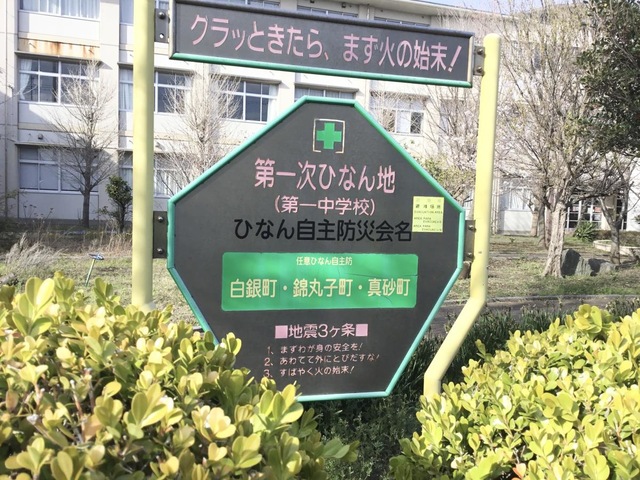 グラッときたら、まず火の始末!
第一次ひなん地
(第一中学校)
ひなん自主防災会名
任意ひなん自主防
白銀町・錦丸子町・真砂町
■地震3ヶ条■
1、まずわが身の安全を!
2、あわてて外にとびだすな!
3、すばやく火の始末!